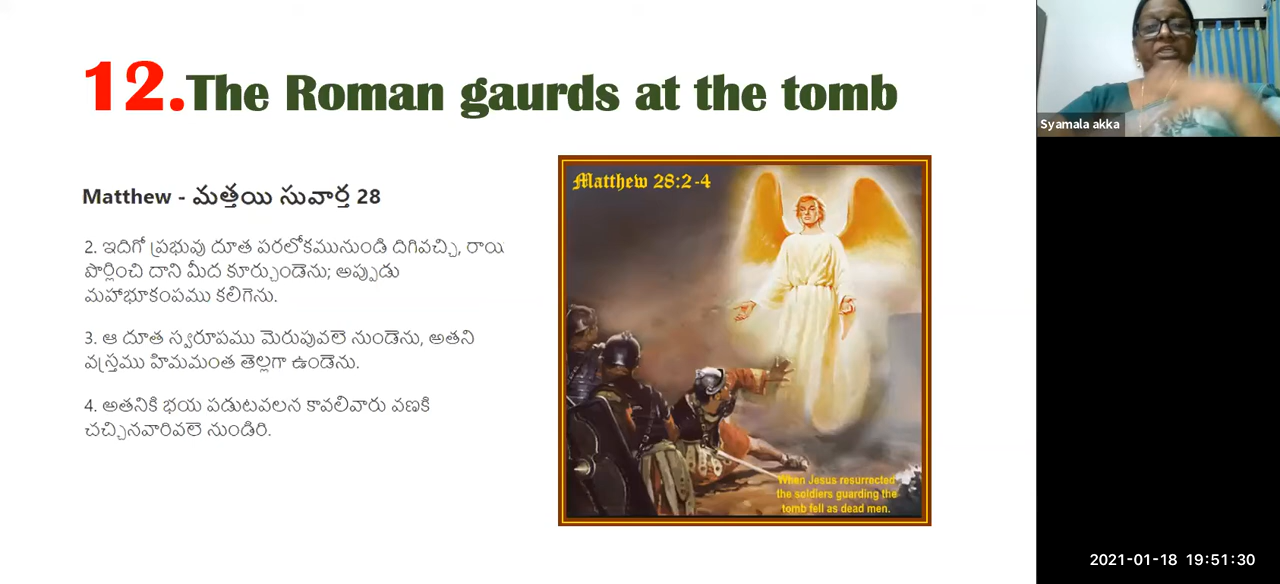 12.The Roman gaurds at the tomb
Syamala akka
Matthew - మత్తయి సువార్త 28
2. ఇదిగో ప్రభువు దూత పరలోకమునుండి దిగివచ్చి, రాయి
పొర్లించి దాని మీద కూర్చుండెను; అప్పుడు
మహాభూకంపము కలిగెను.
3. ఆ దూత స్వరూపము మెరుపువలె నుండెను, అతని
వస్త్రము హిమమంత తెల్లగా ఉండెను.
4. అతనికి భయ పడుటవలన కావలివారు వణకి
చచ్చినవారివలె నుండిరి.
Matthew 28:2-4
When Jesus resurrected
the soldiers guarding the
tomb fell as dead men.
2021-01-18 19:51:30